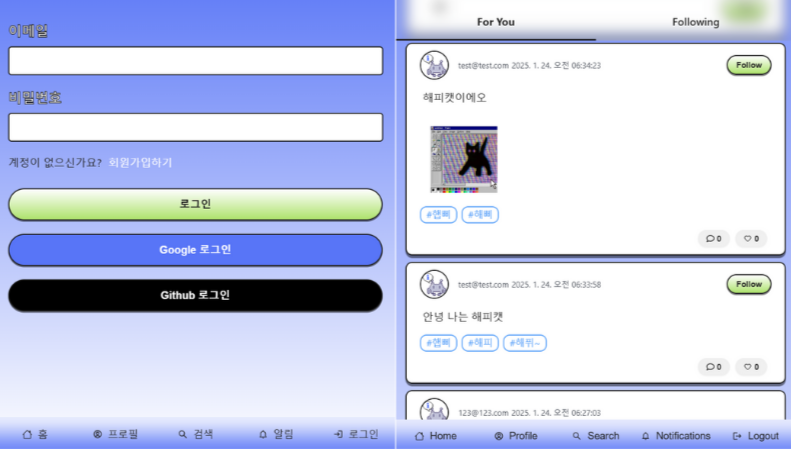 이메일
비밀번호
계정이 없으신가요? 회원가입하기
로그인
Google 로그인
Github 로그인
홈 프로필 검색 알림 로그인
For You Following
test@test.com 2025. 1. 24. 오전 06:34:23 Follow
해피캣이에오
#햅삐 #해삐
0 0
test@test.com 2025. 1. 24. 오전 06:33:58 Follow
안녕 나는 해피캣
#햅삐 #해피 #해뷔~
0 0
123@123.com 2025. 1. 24. 오전 06:27:03
Home Profile Search Notifications Logout